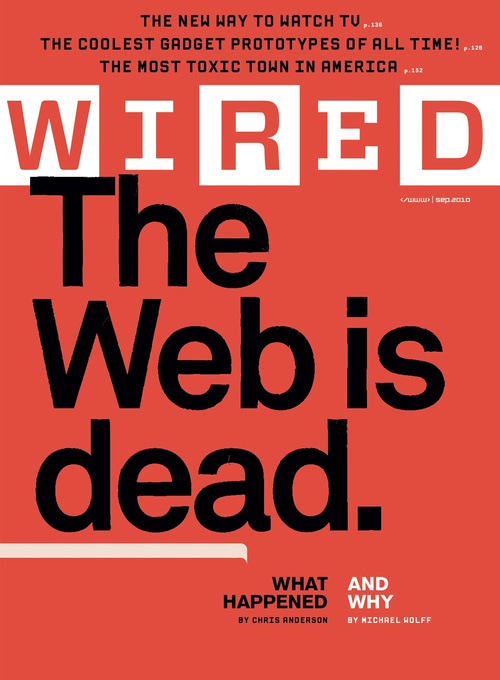 THE NEW WAY TO WATCH TV p.136
THE COOLEST GADGET PROTOTYPES OF ALL TIME! p.128
THE MOST TOXIC TOWN IN AMERICA p.152
WIRED
</www> | sep.2010
The
Web is
dead.
WHAT AND
HAPPENED WHY
BY CHRIS ANDERSON BY MICHAEL WOLFF